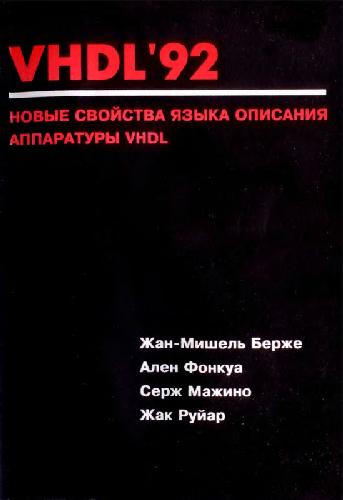 VHDL'92
НОВЫЕ СВОЙСТВА ЯЗЫКА ОПИСАНИЯ
АППАРАТУРЫ VHDL
Жан-Мишель Берже
Ален Фонкуа
Серж Мажино
Жак Руйар